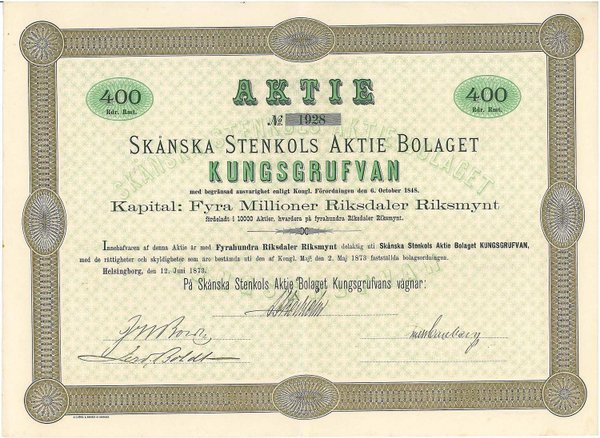 AKTIE
400
Rdr. Rmt.
400
Rdr. Rmt.
№ 1928
SKÅNSKA STENKOLS AKTIE BOLAGET
KUNGSGRUFVAN
med begränsad ansvarighet enligt Kongl. Förordningen den 6. October 1848.
Kapital: Fyra Millioner Riksdaler Riksmynt
fördeladt i 10000 Aktier, hvardera på fyrahundra Riksdaler Riksmynt.
Innehafvaren af denna Aktie är med Fyrahundra Riksdaler Riksmynt delaktig uti Skånska Stenkols Aktie Bolaget KUNGSGRUFVAN,
med de rättigheter och skyldigheter som äro bestämda uti den af Kongl. Maj:t den 2. Maj 1873 fastställda bolagsordningen.
Helsingborg, den 12. Juni 1873.
På Skånska Stenkols Aktie Bolaget Kungsgrufvans vägnar: